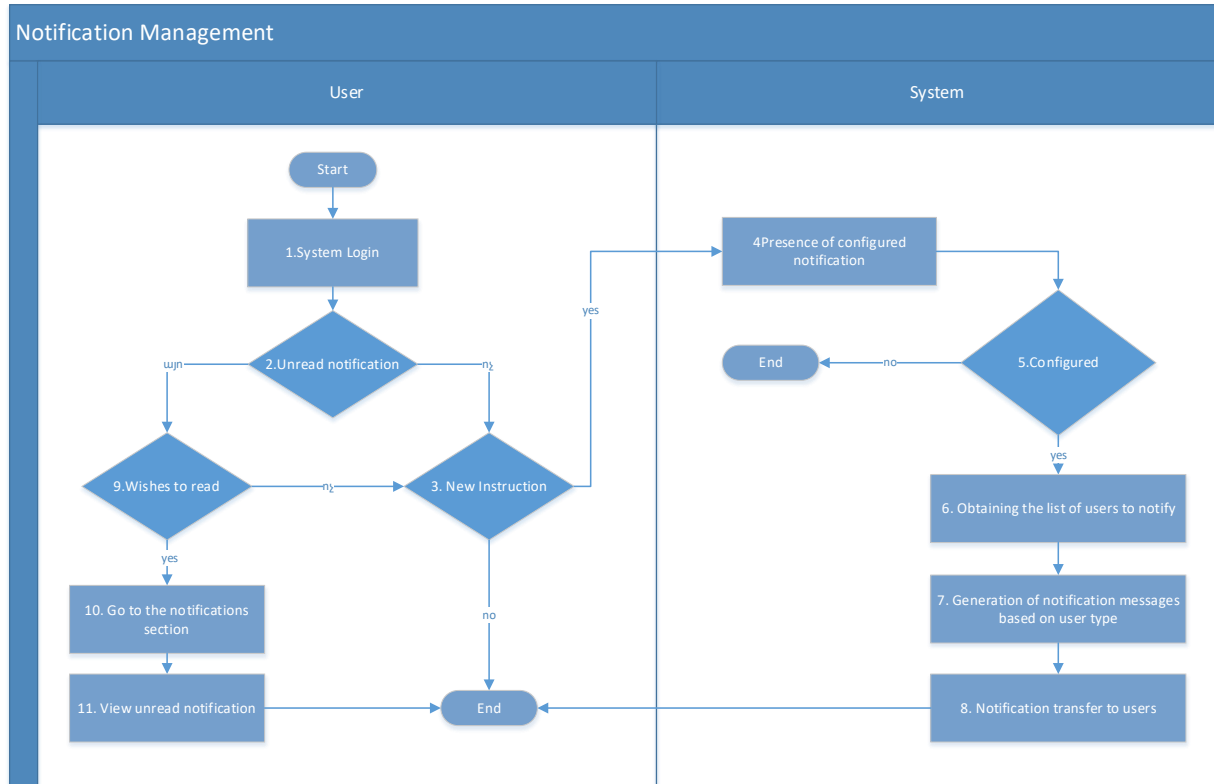 Notification Management
User
System
Start
1.System Login
4Presence of configured
notification
yes
2.Unread notification
այո
ոչ
End
no
5.Configured
yes
9.Wishes to read
ոչ
3. New Instruction
6. Obtaining the list of users to notify
yes
10. Go to the notifications
section
no
7. Generation of notification messages
based on user type
11. View unread notification
End
8. Notification transfer to users